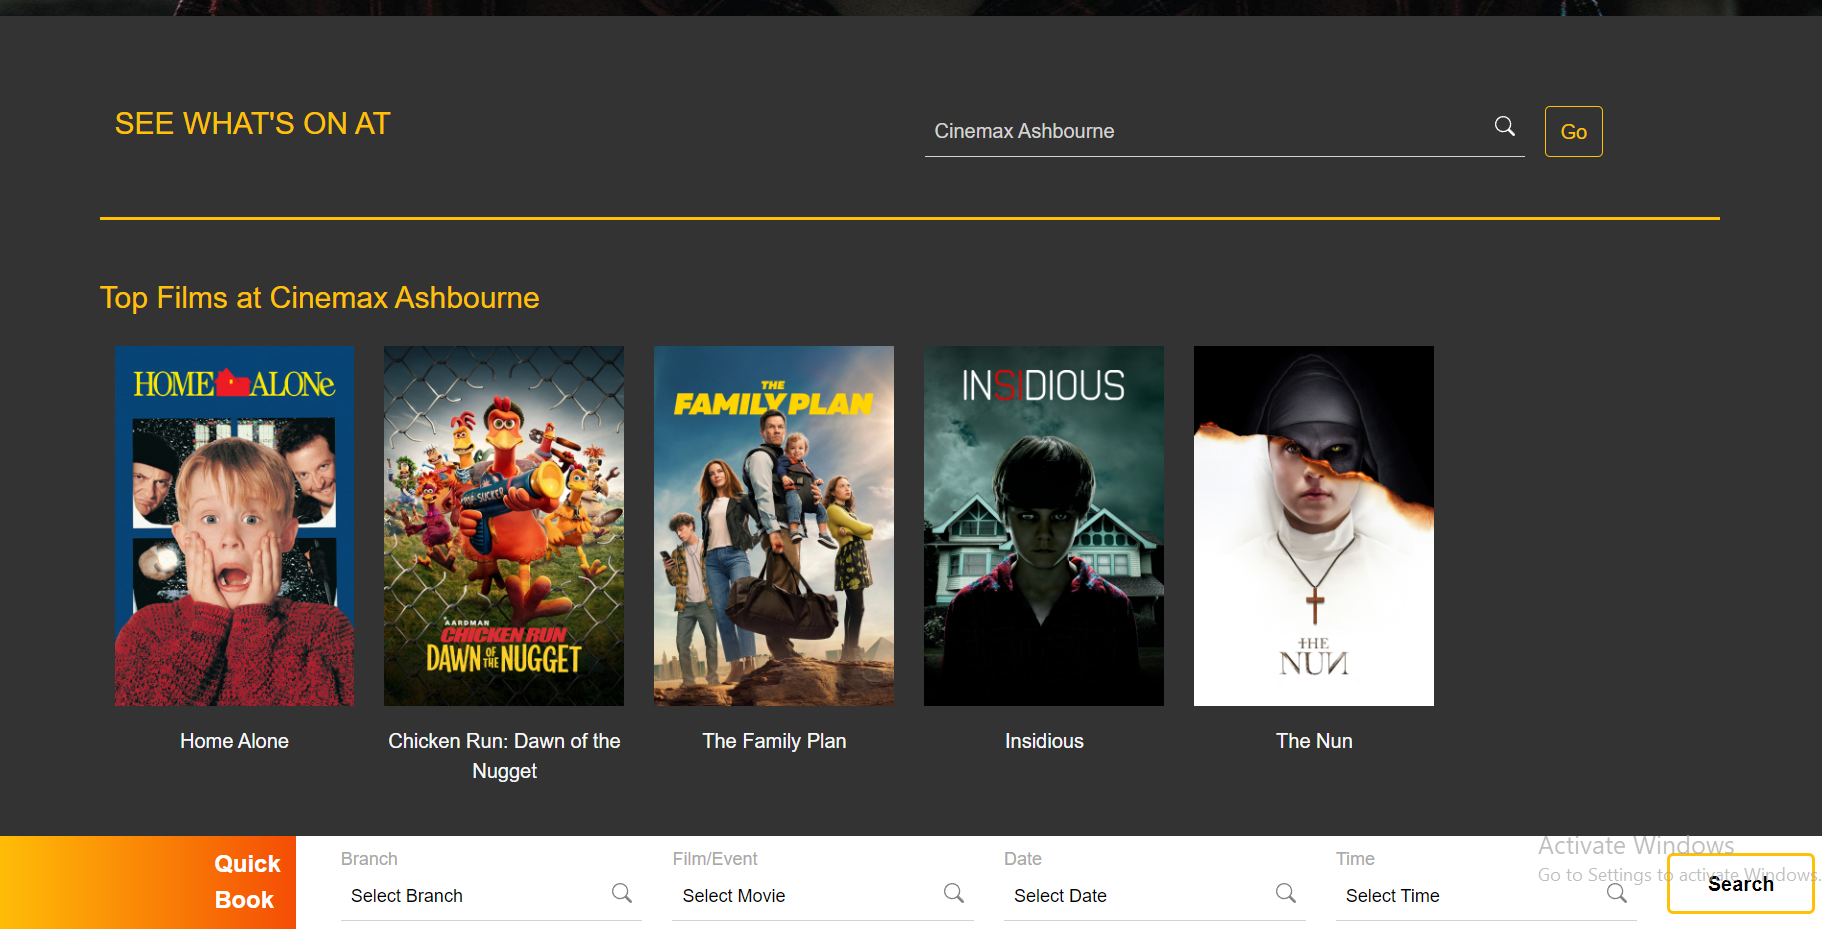 SEE WHAT'S ON AT
Cinemax Ashbourne
Go
Top Films at Cinemax Ashbourne
HOME ALONe
POP-SUCKER
AARDMAN
CHICKEN RUN
DAWN OF THE NUGGET
THE
FAMILY PLAN
INSIDIOUS
THE
NUN
Home Alone
Chicken Run: Dawn of the
Nugget
The Family Plan
Insidious
The Nun
Quick
Book
Branch
Select Branch
Film/Event
Select Movie
Date
Select Date
Time
Select Time
Search
Activate Windows
Go to Settings to activate Windows.